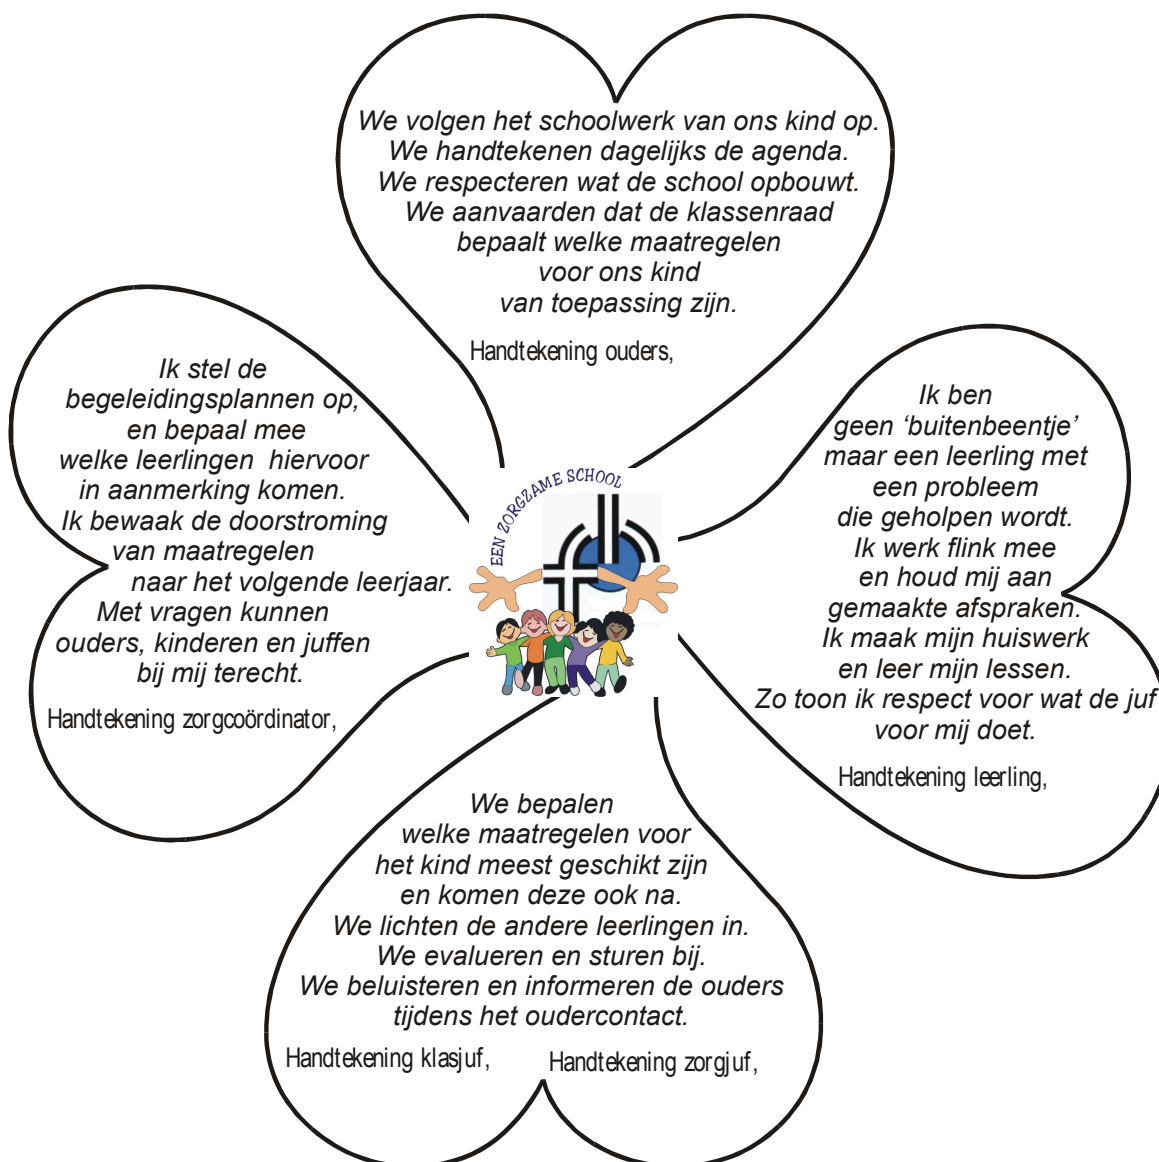 We volgen het schoolwerk van ons kind op.
We handtekenen dagelijks de agenda.
We respecteren wat de school opbouwt.
We aanvaarden dat de klassenraad
bepaalt welke maatregelen
voor ons kind
van toepassing zijn.
Handtekening ouders,
Ik stel de
begeleidingsplannen op,
en bepaal mee
welke leerlingen hiervoor
in aanmerking komen.
Ik bewaak de doorstroming
van maatregelen
naar het volgende leerjaar.
Met vragen kunnen
ouders, kinderen en juffen
bij mij terecht.
Handtekening zorgcoördinator,
EEN ZORGZAME SCHOOL
Ik ben
geen ‘buitenbeentje’
maar een leerling met
een probleem
die geholpen wordt.
Ik werk flink mee
en houd mij aan
gemaakte afspraken.
Ik maak mijn huiswerk
en leer mijn lessen.
Zo toon ik respect voor wat de juf
voor mij doet.
Handtekening leerling,
We bepalen
welke maatregelen voor
het kind meest geschikt zijn
en komen deze ook na.
We lichten de andere leerlingen in.
We evalueren en sturen bij.
We beluisteren en informeren de ouders
tijdens het oudercontact.
Handtekening klasjuf,
Handtekening zorgjuf,